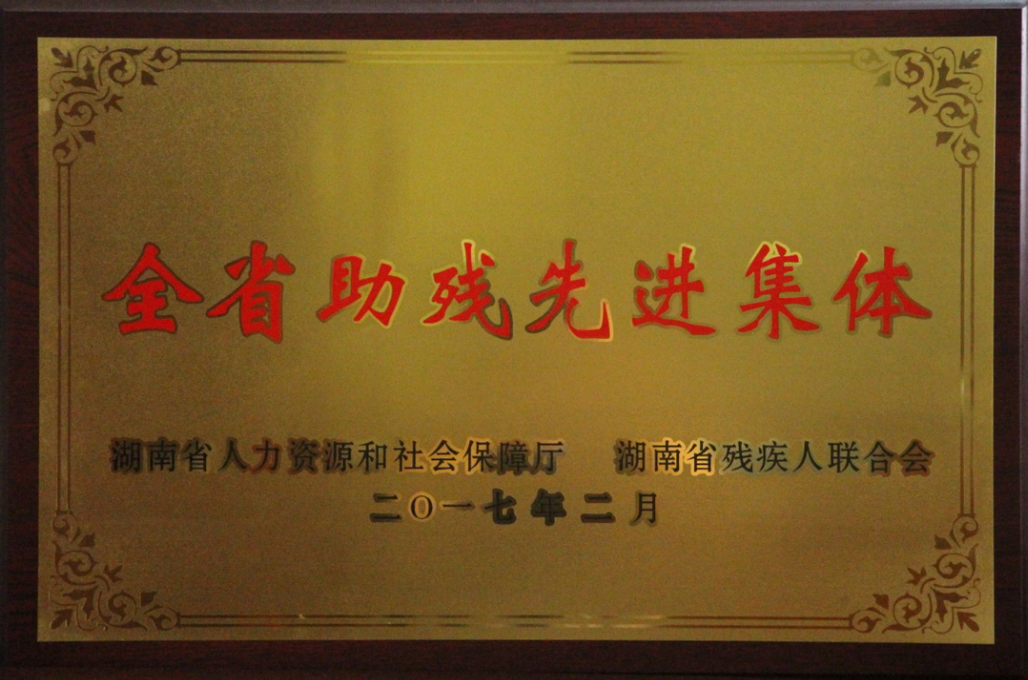 全省助残先进集体
湖南省人力资源和社会保障厅 湖南省残疾人联合会
二〇一七年二月